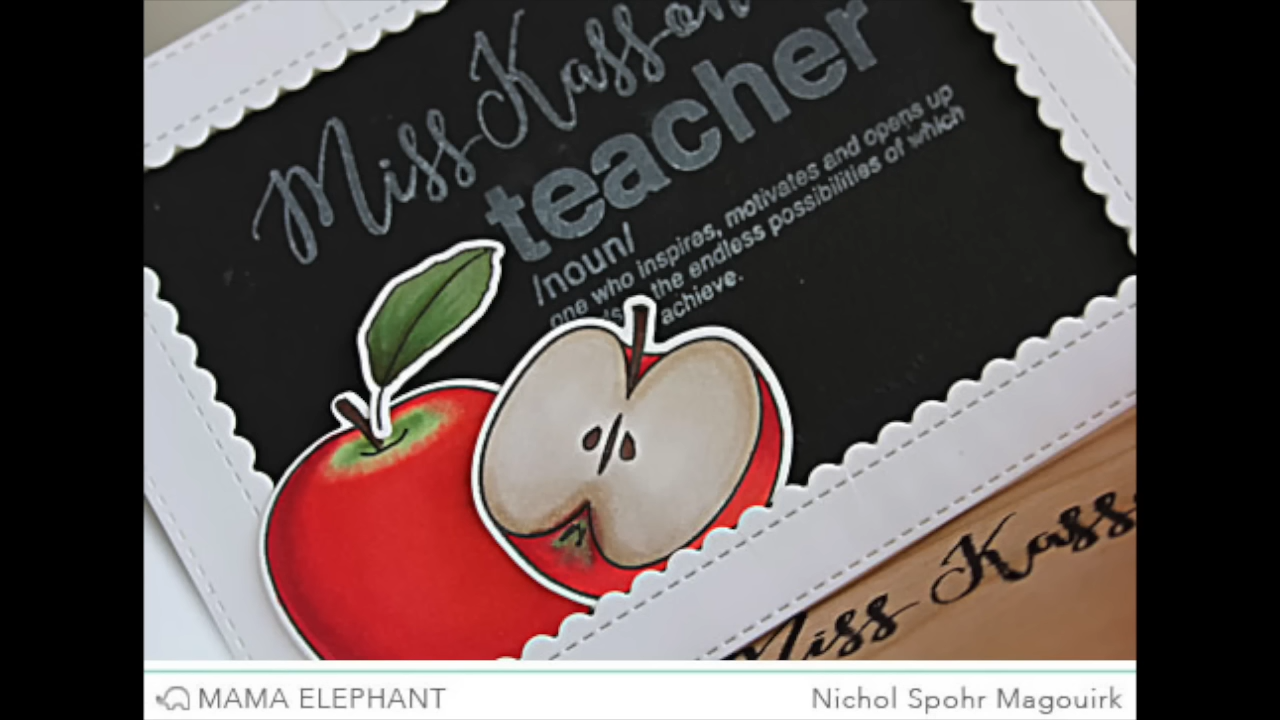 Miss Kasson
teacher
/noun/
one who inspires, motivates and opens up
the endless possibilities of which
achieve.
Miss Kasso
MAMA ELEPHANT
Nichol Spohr Magouirk